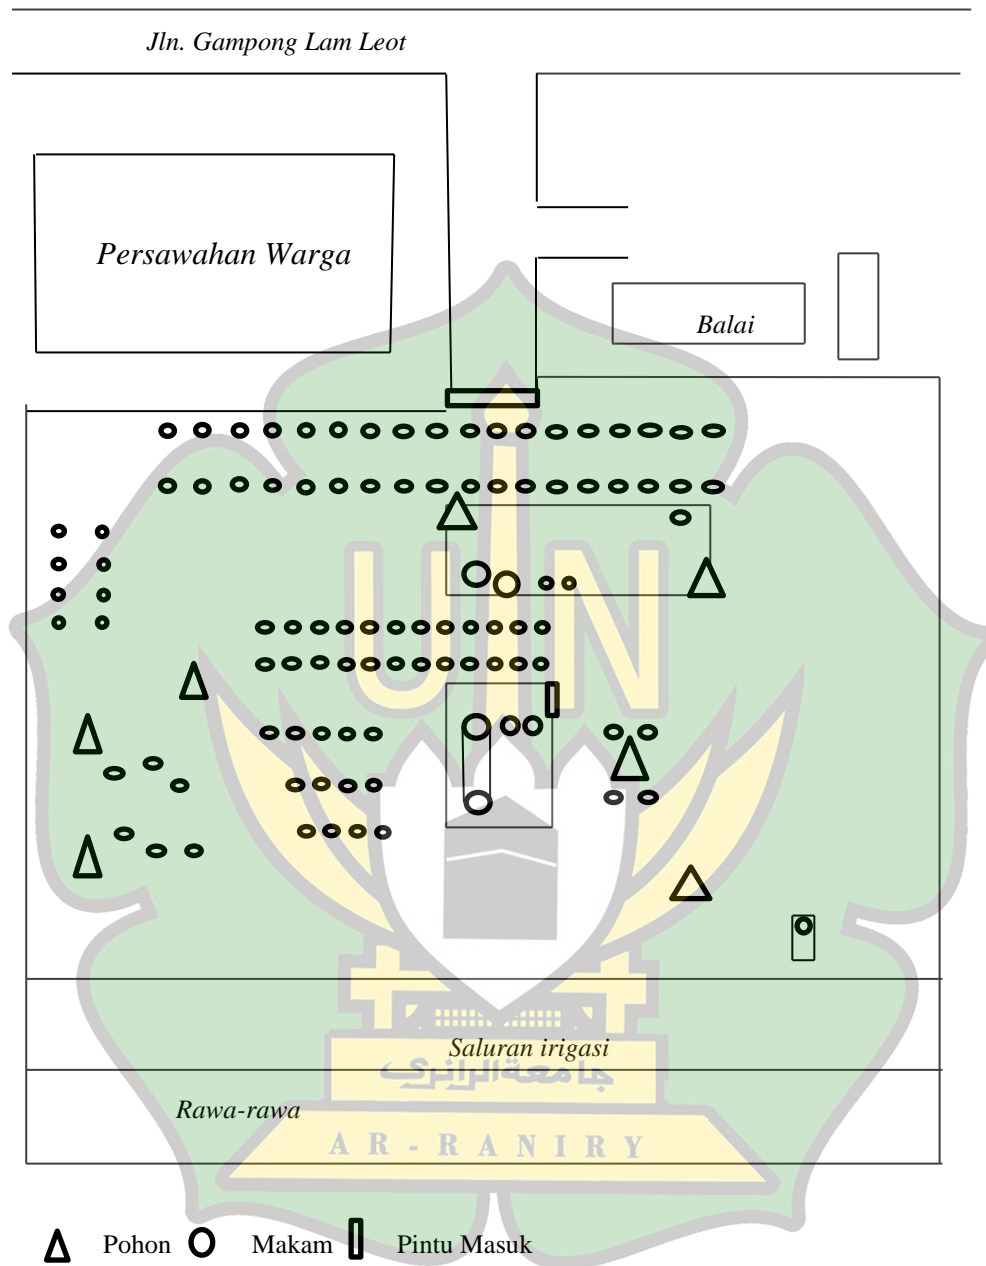 Jln. Gampong Lam Leot
Persawahan Warga
Balai
UIN
Saluran irigasi
جامعة الرانري
Rawa-rawa
AR-RANIRY
Pohon Makam Pintu Masuk